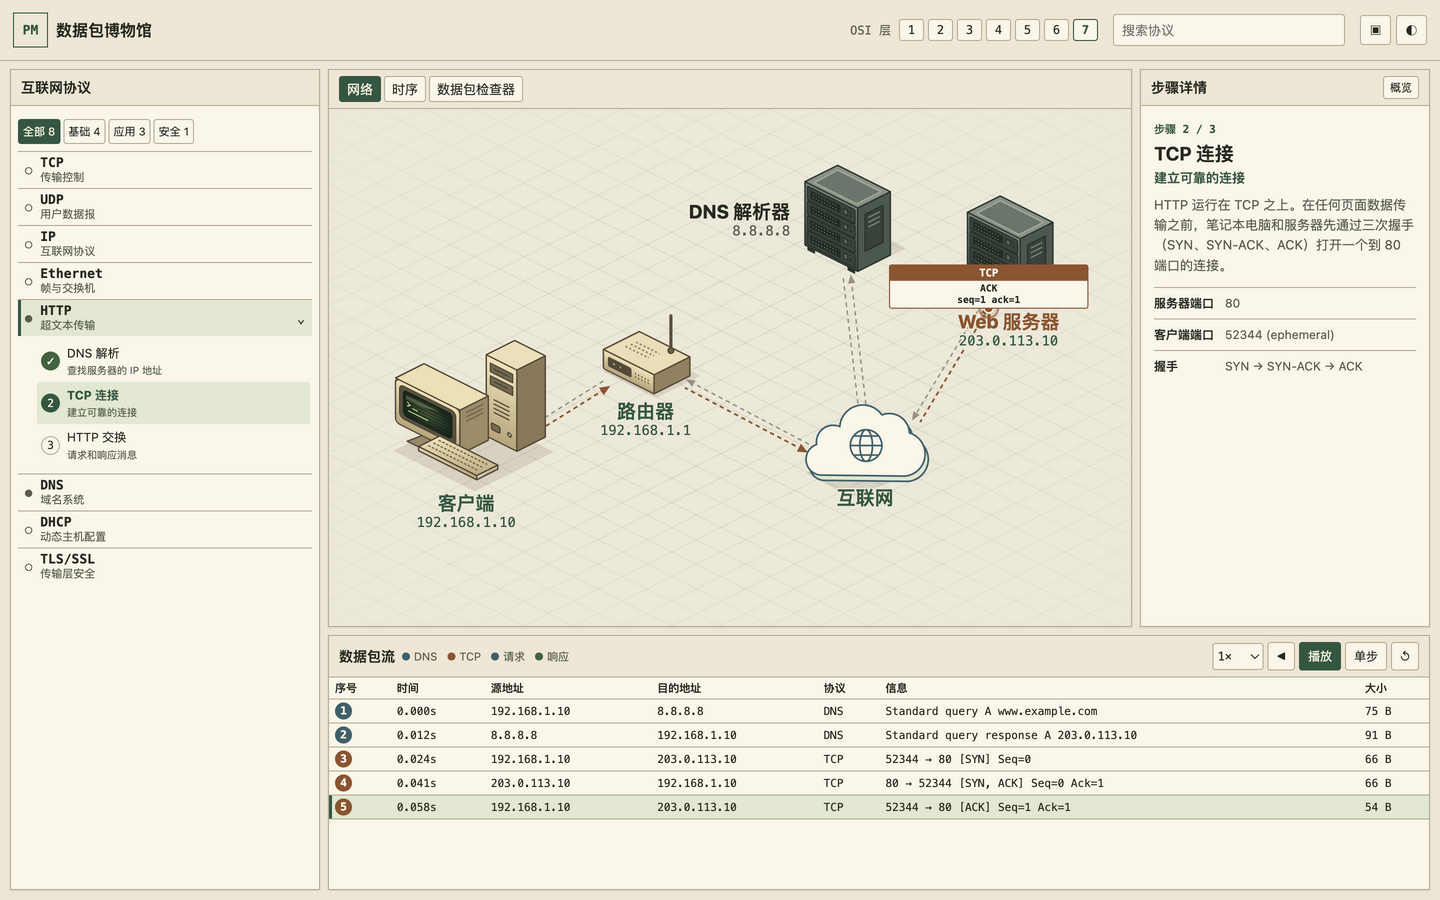 PM 数据包博物馆
OSI 层 1 2 3 4 5 6 7
搜索协议
互联网协议
全部 8 基础 4 应用 3 安全 1
TCP
传输控制
UDP
用户数据报
IP
互联网协议
Ethernet
帧与交换机
HTTP
超文本传输
✓ DNS 解析
查找服务器的 IP 地址
2 TCP 连接
建立可靠的连接
3 HTTP 交换
请求和响应消息
DNS
域名系统
DHCP
动态主机配置
TLS/SSL
传输层安全
网络 时序 数据包检查器
DNS 解析器
8.8.8.8
TCP
ACK
seq=1 ack=1
Web 服务器
203.0.113.10
路由器
192.168.1.1
互联网
客户端
192.168.1.10
步骤详情 概览
步骤 2 / 3
TCP 连接
建立可靠的连接
HTTP 运行在 TCP 之上。在任何页面数据传
输之前，笔记本电脑和服务器先通过三次握手
（SYN、SYN-ACK、ACK）打开一个到 80
端口的连接。
服务器端口 80
客户端端口 52344 (ephemeral)
握手 SYN → SYN-ACK → ACK
数据包流 DNS TCP 请求 响应
1× 播放 单步
序号 时间 源地址 目的地址 协议 信息 大小
1 0.000s 192.168.1.10 8.8.8.8 DNS Standard query A www.example.com 75 B
2 0.012s 8.8.8.8 192.168.1.10 DNS Standard query response A 203.0.113.10 91 B
3 0.024s 192.168.1.10 203.0.113.10 TCP 52344 → 80 [SYN] Seq=0 66 B
4 0.041s 203.0.113.10 192.168.1.10 TCP 80 → 52344 [SYN, ACK] Seq=0 Ack=1 66 B
5 0.058s 192.168.1.10 203.0.113.10 TCP 52344 → 80 [ACK] Seq=1 Ack=1 54 B